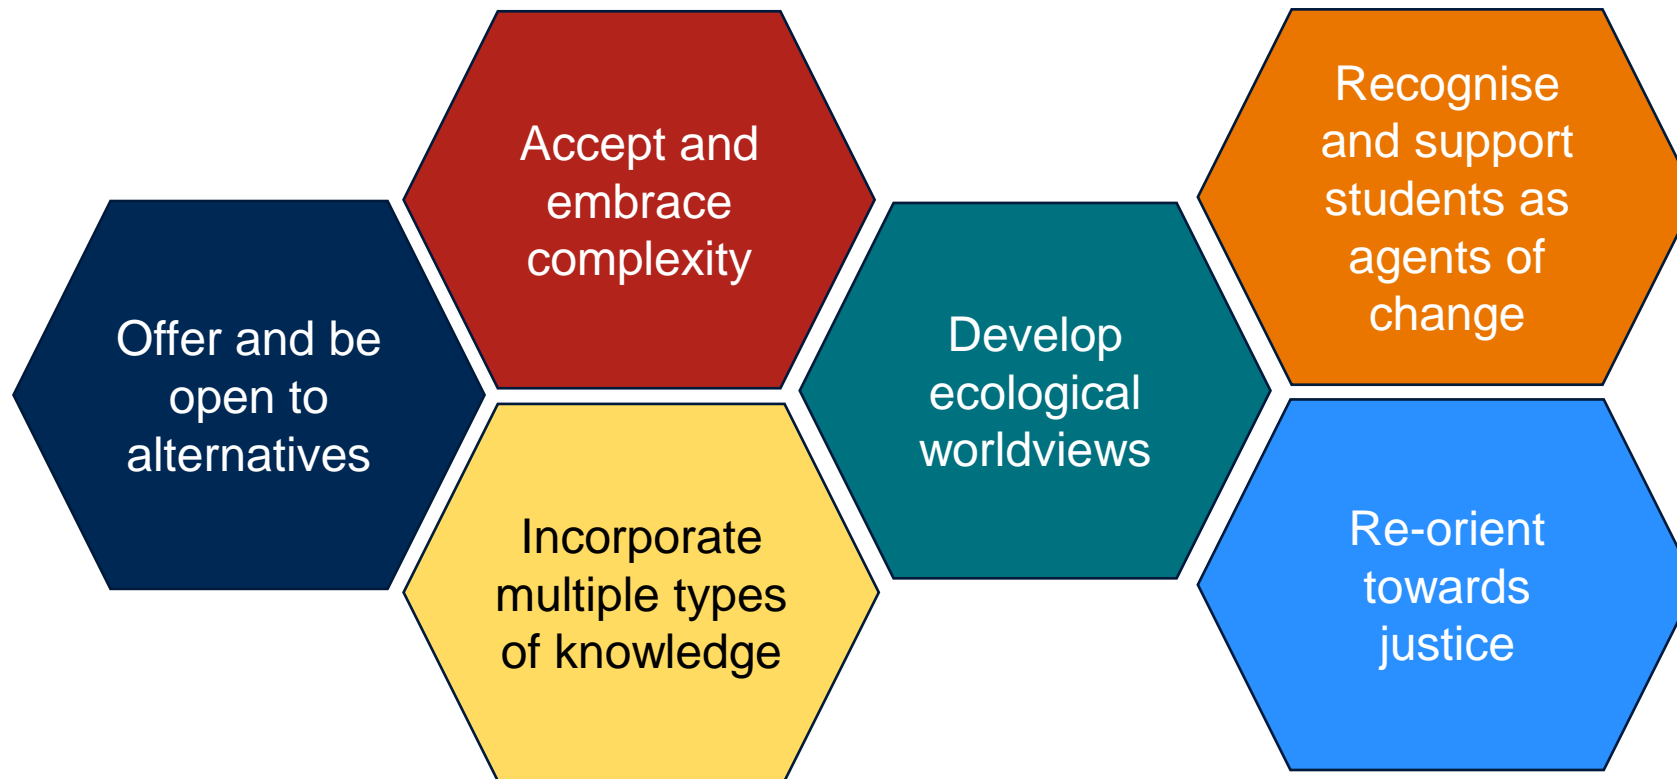 Offer and be
open to
alternatives
Accept and
embrace
complexity
Incorporate
multiple types
of knowledge
Develop
ecological
worldviews
Recognise
and support
students as
agents of
change
Re-orient
towards
justice